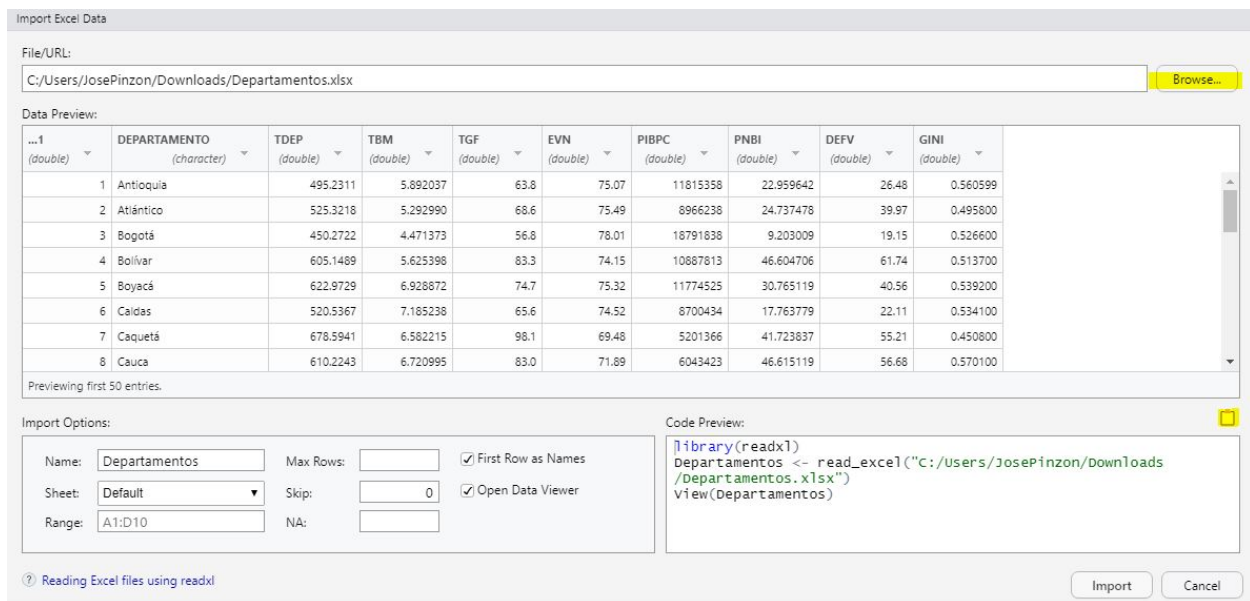 Import Excel Data
File/URL:
C:/Users/JosePinzon/Downloads/Departamentos.xlsx
Browse...
Data Preview:
...1 DEPARTAMENTO TDEP TBM TGF EVN PIBPC PNBI DEFV GINI
(double) (character) (double) (double) (double) (double) (double) (double) (double) (double)
1 Antioquia 495.2311 5.892037 63.8 75.07 11815358 22.959642 26.48 0.560599
2 Atlántico 525.3218 5.292990 68.6 75.49 8966238 24.737478 39.97 0.495800
3 Bogotá 450.2722 4.471373 56.8 78.01 18791838 9.203009 19.15 0.526600
4 Bolívar 605.1489 5.625398 83.3 74.15 10887813 46.604706 61.74 0.513700
5 Boyacá 622.9729 6.928872 74.7 75.32 11774525 30.765119 40.56 0.539200
6 Caldas 520.5367 7.185238 65.6 74.52 8700434 17.763779 22.11 0.534100
7 Caquetá 678.5941 6.582215 98.1 69.48 5201366 41.723837 55.21 0.450800
8 Cauca 610.2243 6.720995 83.0 71.89 6043423 46.615119 56.68 0.570100
Previewing first 50 entries.
Import Options:
Name: Departamentos Max Rows: First Row as Names
Sheet: Default Skip: 0 Open Data Viewer
Range: A1:D10 NA:
Code Preview:
library(readxl)
Departamentos <- read_excel("C:/Users/JosePinzon/Downloads
/Departamentos.xlsx")
View(Departamentos)
? Reading Excel files using readxl
Import Cancel